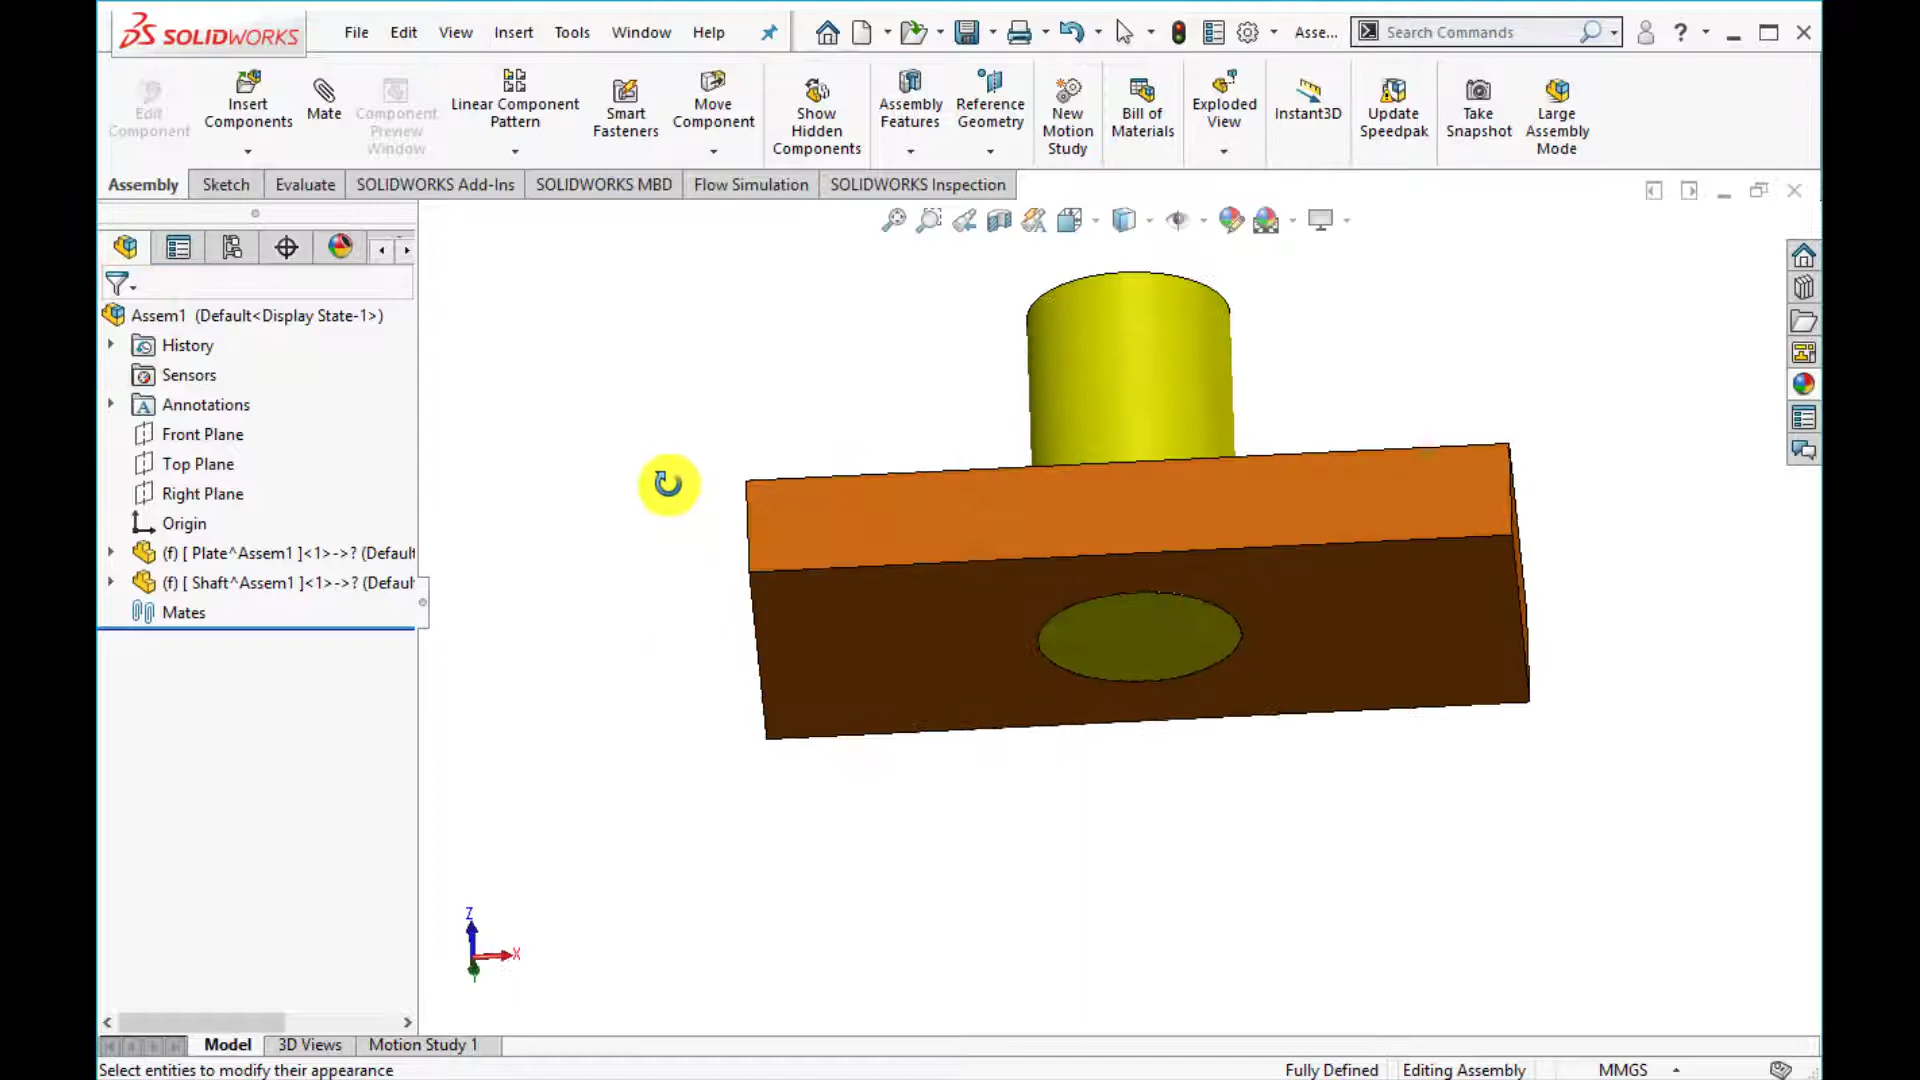 SOLIDWORKS
File Edit View Insert Tools Window Help
Asse...
Search Commands
Edit Component
Insert Components
Mate
Component Preview Window
Linear Component Pattern
Smart Fasteners
Move Component
Show Hidden Components
Assembly Features
Reference Geometry
New Motion Study
Bill of Materials
Exploded View
Instant3D
Update Speedpak
Take Snapshot
Large Assembly Mode
Assembly Sketch Evaluate SOLIDWORKS Add-Ins SOLIDWORKS MBD Flow Simulation SOLIDWORKS Inspection
Assem1 (Default<Display State-1>)
History
Sensors
Annotations
Front Plane
Top Plane
Right Plane
Origin
(f) [ Plate^Assem1 ]<1>->? (Default
(f) [ Shaft^Assem1 ]<1>->? (Defaul
Mates
Z
X
Y
Model 3D Views Motion Study 1
Select entities to modify their appearance
Fully Defined Editing Assembly MMGS